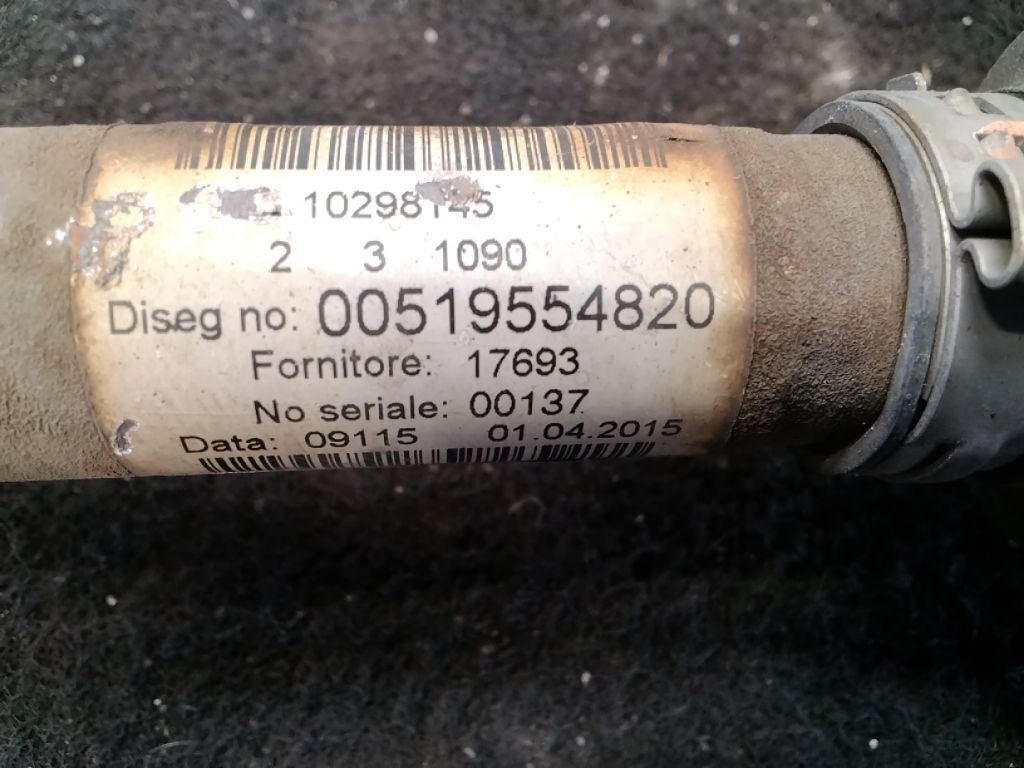 10298145
2 3 1090
Diseg no: 00519554820
Fornitore: 17693
No seriale: 00137
Data: 09115 01.04.2015